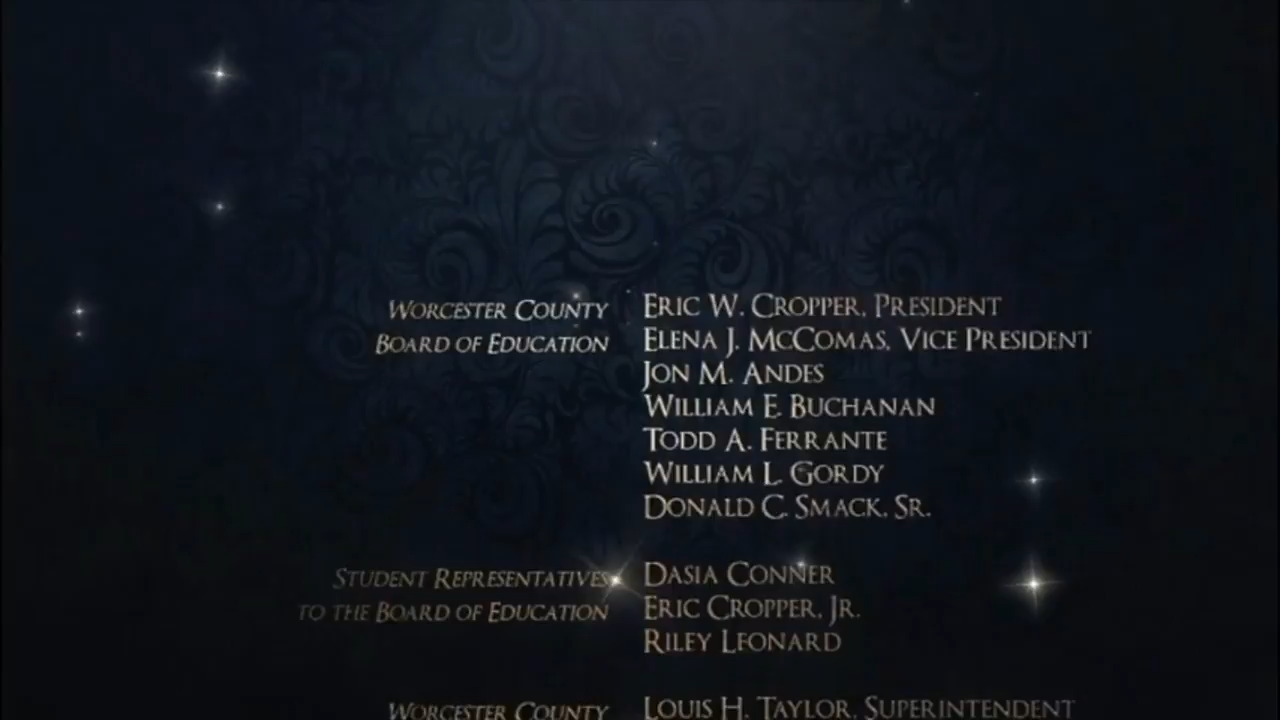 Worcester County Eric W. Cropper, President
Board of Education Elena J. McComas, Vice President
Jon M. Andes
William E. Buchanan
Todd A. Ferrante
William L. Gordy
Donald C. Smack, Sr.
Student Representatives Dasia Conner
to the Board of Education Eric Cropper, Jr.
Riley Leonard
Worcester County Louis H. Taylor, Superintendent